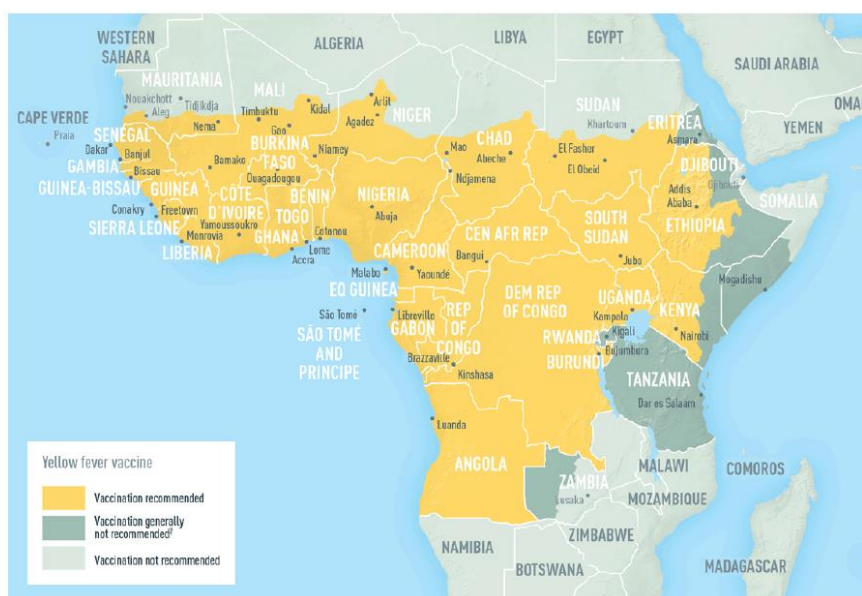 WESTERN
SAHARA
ALGERIA
LIBYA
EGYPT
SAUDI ARABIA
OMA
YEMEN
MAURITANIA
Nouakchott
Aleg
Tidjikdja
MALI
Timbuktu
Kidal
Arlit
Agadez
NIGER
SUDAN
Khartoum
ERITREA
Asmara
CAPE VERDE
Praia
SENEGAL
Dakar
Nema
Gao
BURKINA
FASO
Niamey
CHAD
Mao
Abeche
El Fasher
El Obeid
DJIBOUTI
Djibouti
GAMBIA
Banjul
Bamako
Ouagadougou
Ndjamena
GUINEA-BISSAU
Bissau
GUINEA
CÔTE
D'IVOIRE
BENIN
TOGO
NIGERIA
Abuja
Addis
Ababa
SOMALIA
Conakry
Freetown
SIERRA LEONE
Yamoussoukro
Monrovia
LIBERIA
GHANA
Accra
Lome
Cotonou
CAMEROON
CEN AFR REP
Bangui
SOUTH
SUDAN
Juba
ETHIOPIA
Malabo
Yaoundé
EQ GUINEA
Mogadishu
São Tomé
SÃO TOMÉ
AND
PRINCIPE
Libreville
GABON
REP
OF
CONGO
DEM REP
OF CONGO
UGANDA
Kampala
KENYA
Nairobi
RWANDA
Kigali
Bujumbura
BURUNDI
Brazzaville
Kinshasa
TANZANIA
Dar es Salaam
Luanda
ANGOLA
ZAMBIA
Lusaka
MALAWI
COMOROS
MOZAMBIQUE
ZIMBABWE
NAMIBIA
BOTSWANA
MADAGASCAR
Yellow fever vaccine
Vaccination recommended
Vaccination generally
not recommended
Vaccination not recommended